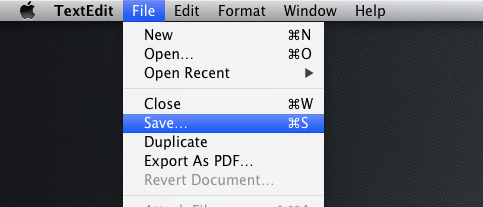 TextEdit File Edit Format Window Help
New ⌘N
Open... ⌘O
Open Recent ▶
Close ⌘W
Save... ⌘S
Duplicate
Export As PDF...
Revert Document...